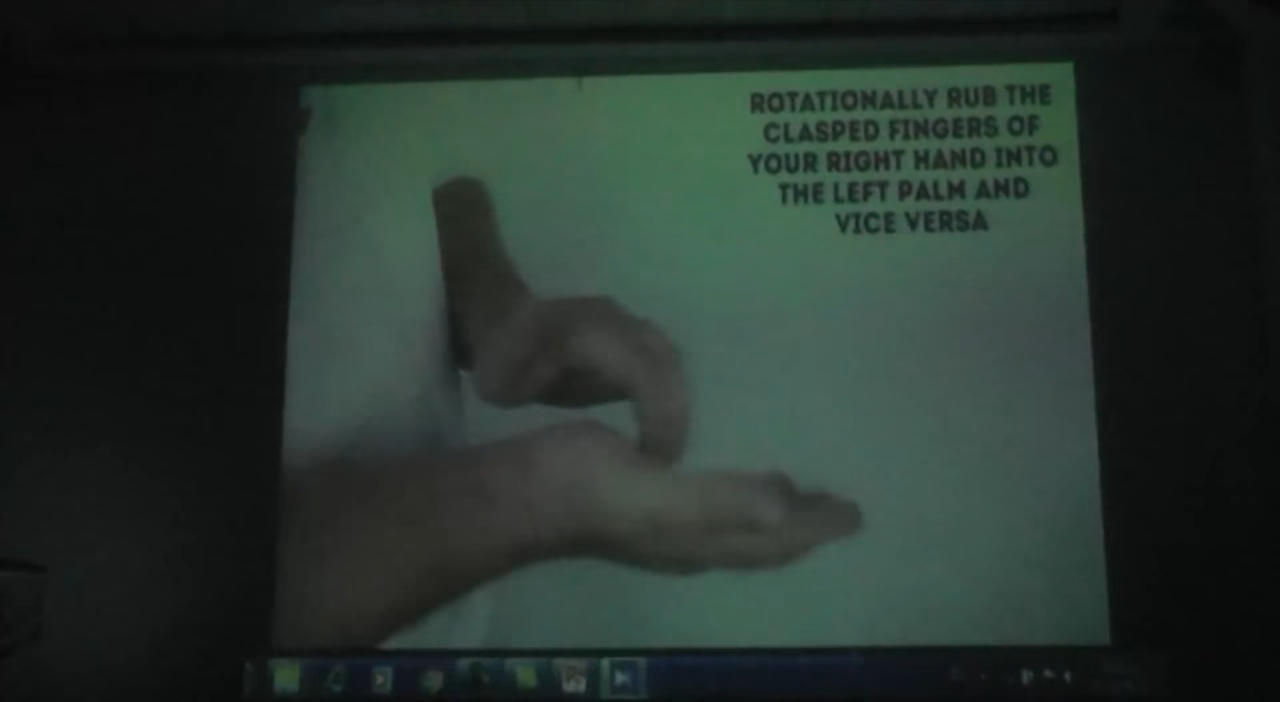 ROTATIONALLY RUB THE
CLASPED FINGERS OF
YOUR RIGHT HAND INTO
THE LEFT PALM AND
VICE VERSA